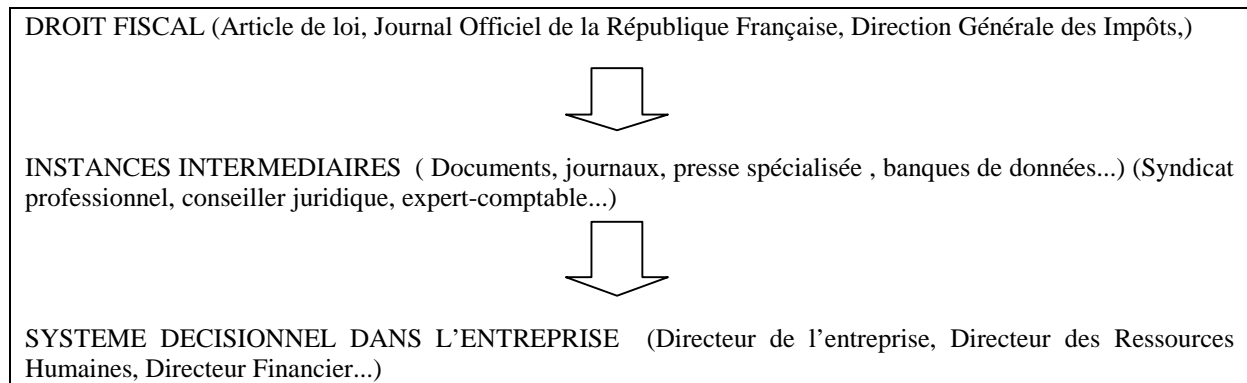 DROIT FISCAL (Article de loi, Journal Officiel de la République Française, Direction Générale des Impôts,)
INSTANCES INTERMEDIAIRES ( Documents, journaux, presse spécialisée , banques de données...) (Syndicat
professionnel, conseiller juridique, expert-comptable...)
SYSTEME DECISIONNEL DANS L'ENTREPRISE (Directeur de l'entreprise, Directeur des Ressources
Humaines, Directeur Financier...)